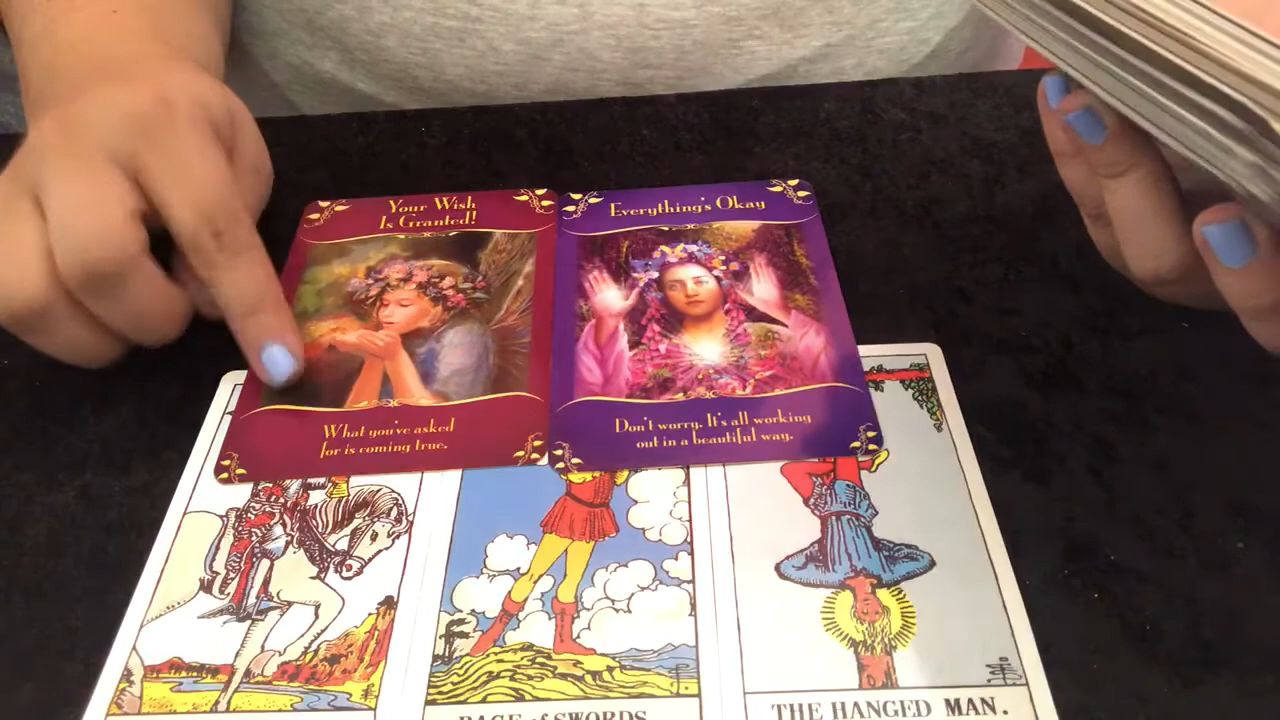 Your Wish
Is Granted!
What you've asked
for is coming true.
Everything's Okay
Don't worry. It's all working
out in a beautiful way.
PAGE of SWORDS.
THE HANGED MAN.